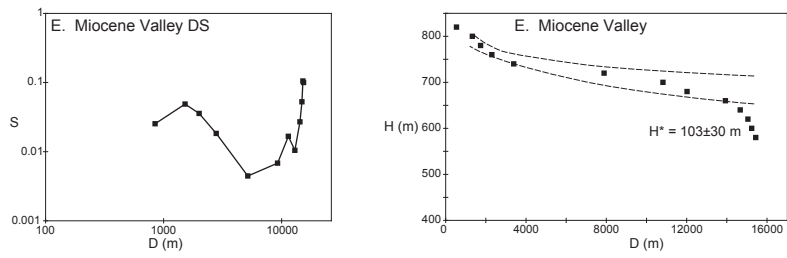 E. Miocene Valley DS
1
0.1
S
0.01
0.001
100
1000
10000
D (m)
E. Miocene Valley
800
700
H (m)
600
H* = 103±30 m
500
400
0
4000
8000
12000
16000
D (m)